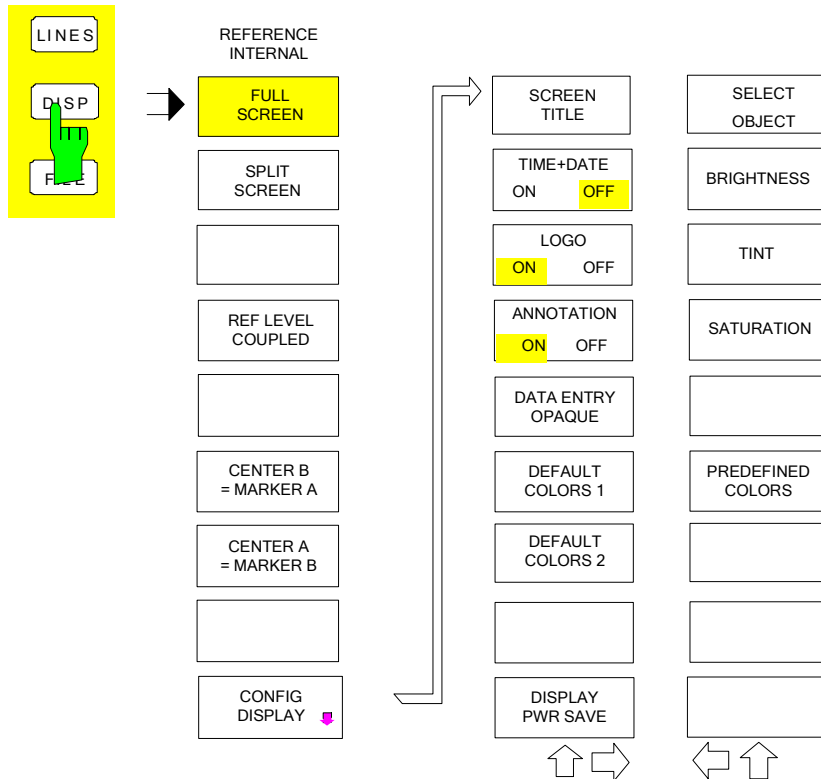 LINES
DISP
REFERENCE
INTERNAL
FULL
SCREEN
SPLIT
SCREEN
REF LEVEL
COUPLED
CENTER B
= MARKER A
CENTER A
= MARKER B
CONFIG
DISPLAY
SCREEN
TITLE
TIME+DATE
ON OFF
LOGO
ON OFF
ANNOTATION
ON OFF
DATA ENTRY
OPAQUE
DEFAULT
COLORS 1
DEFAULT
COLORS 2
DISPLAY
PWR SAVE
SELECT
OBJECT
BRIGHTNESS
TINT
SATURATION
PREDEFINED
COLORS